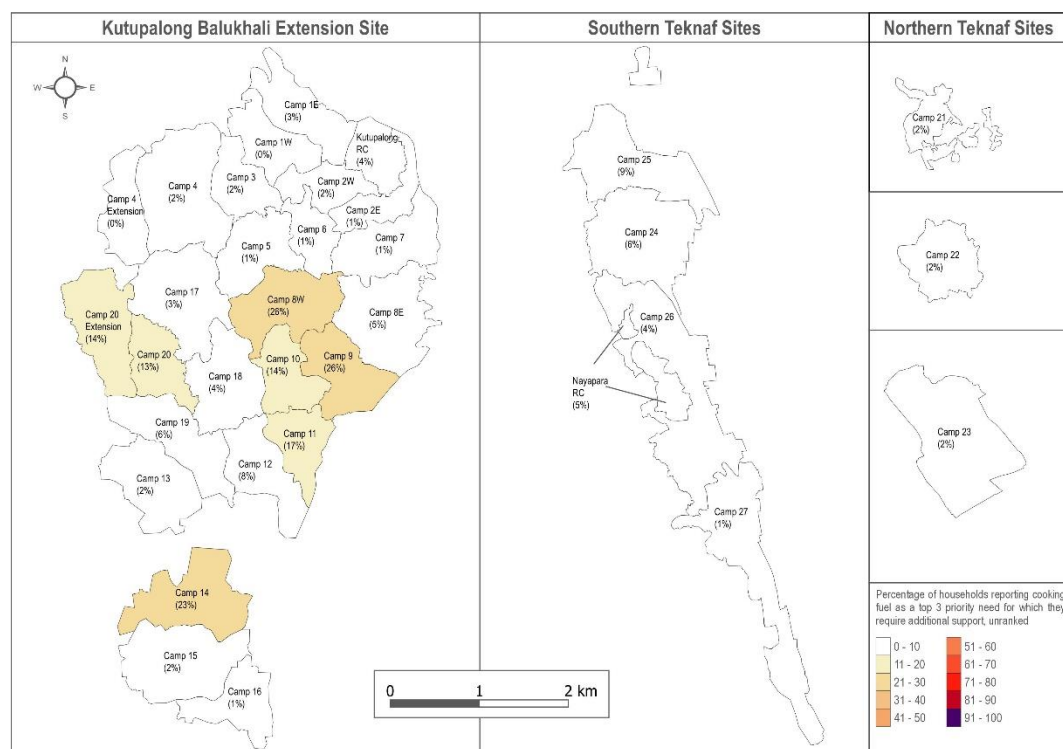 Kutupalong Balukhali Extension Site
Southern Teknaf Sites
Northern Teknaf Sites
N
W
E
S
Camp 1E
(3%)
Camp 1W
(0%)
Kutupalong
RC
(4%)
Camp 4
(2%)
Camp 3
(2%)
Camp 2W
(2%)
Camp 4
Extension
(0%)
Camp 2E
(1%)
Camp 6
(1%)
Camp 7
(1%)
Camp 5
(1%)
Camp 17
(3%)
Camp 8W
(28%)
Camp 8E
(5%)
Camp 20
Extension
(14%)
Camp 20
(13%)
Camp 10
(14%)
Camp 9
(26%)
Camp 18
(4%)
Camp 19
(6%)
Camp 11
(17%)
Camp 12
(8%)
Camp 13
(2%)
Camp 14
(23%)
Camp 15
(2%)
Camp 16
(1%)
0
1
2 km
Camp 25
(9%)
Camp 24
(6%)
Camp 26
(4%)
Nayapara
RC
(5%)
Camp 27
(1%)
Camp 21
(2%)
Camp 22
(2%)
Camp 23
(2%)
Percentage of households reporting cooking
fuel as a top 3 priority need for which they
require additional support, unranked
0 - 10
11 - 20
21 - 30
31 - 40
41 - 50
51 - 60
61 - 70
71 - 80
81 - 90
91 - 100